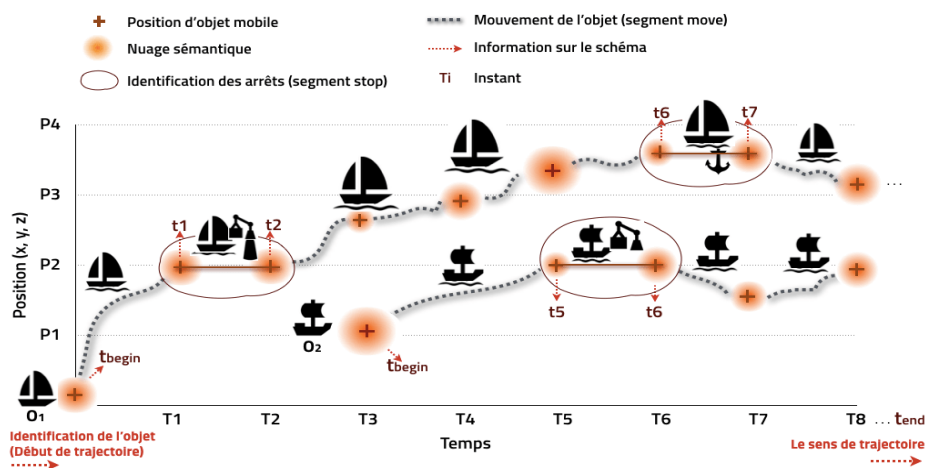 Position d'objet mobile
Mouvement de l'objet (segment move)
Nuage sémantique
Information sur le schéma
Identification des arrêts (segment stop)
Ti Instant
P4
t6 t7
P3
t1 t2
P2
t5 t6
P1
O2
tbegin
tbegin
O1
Position (x, y, z)
T1 T2 T3 T4 T5 T6 T7 T8 ... tend
...
Temps
Identification de l'objet
(Début de trajectoire)
Le sens de trajectoire